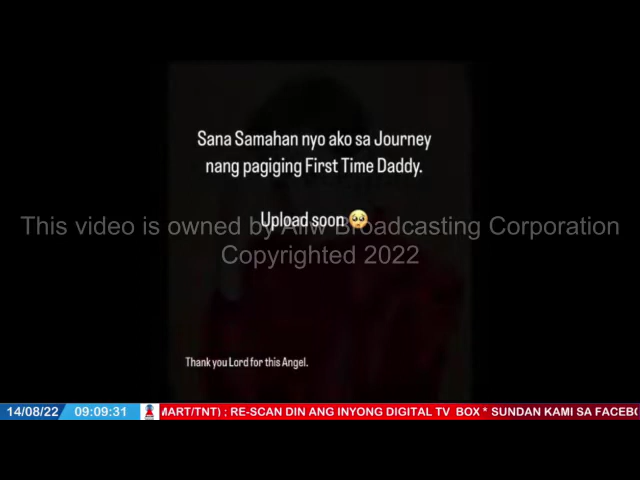 Sana Samahan nyo ako sa Journey
nang pagiging First Time Daddy.
Upload soon 🥺
This video is owned by Aliw Broadcasting Corporation
Copyrighted 2022
Thank you Lord for this Angel.
14/08/22 09:09:31 MART/TNT) ; RE-SCAN DIN ANG INYONG DIGITAL TV BOX * SUNDAN KAMI SA FACEBO